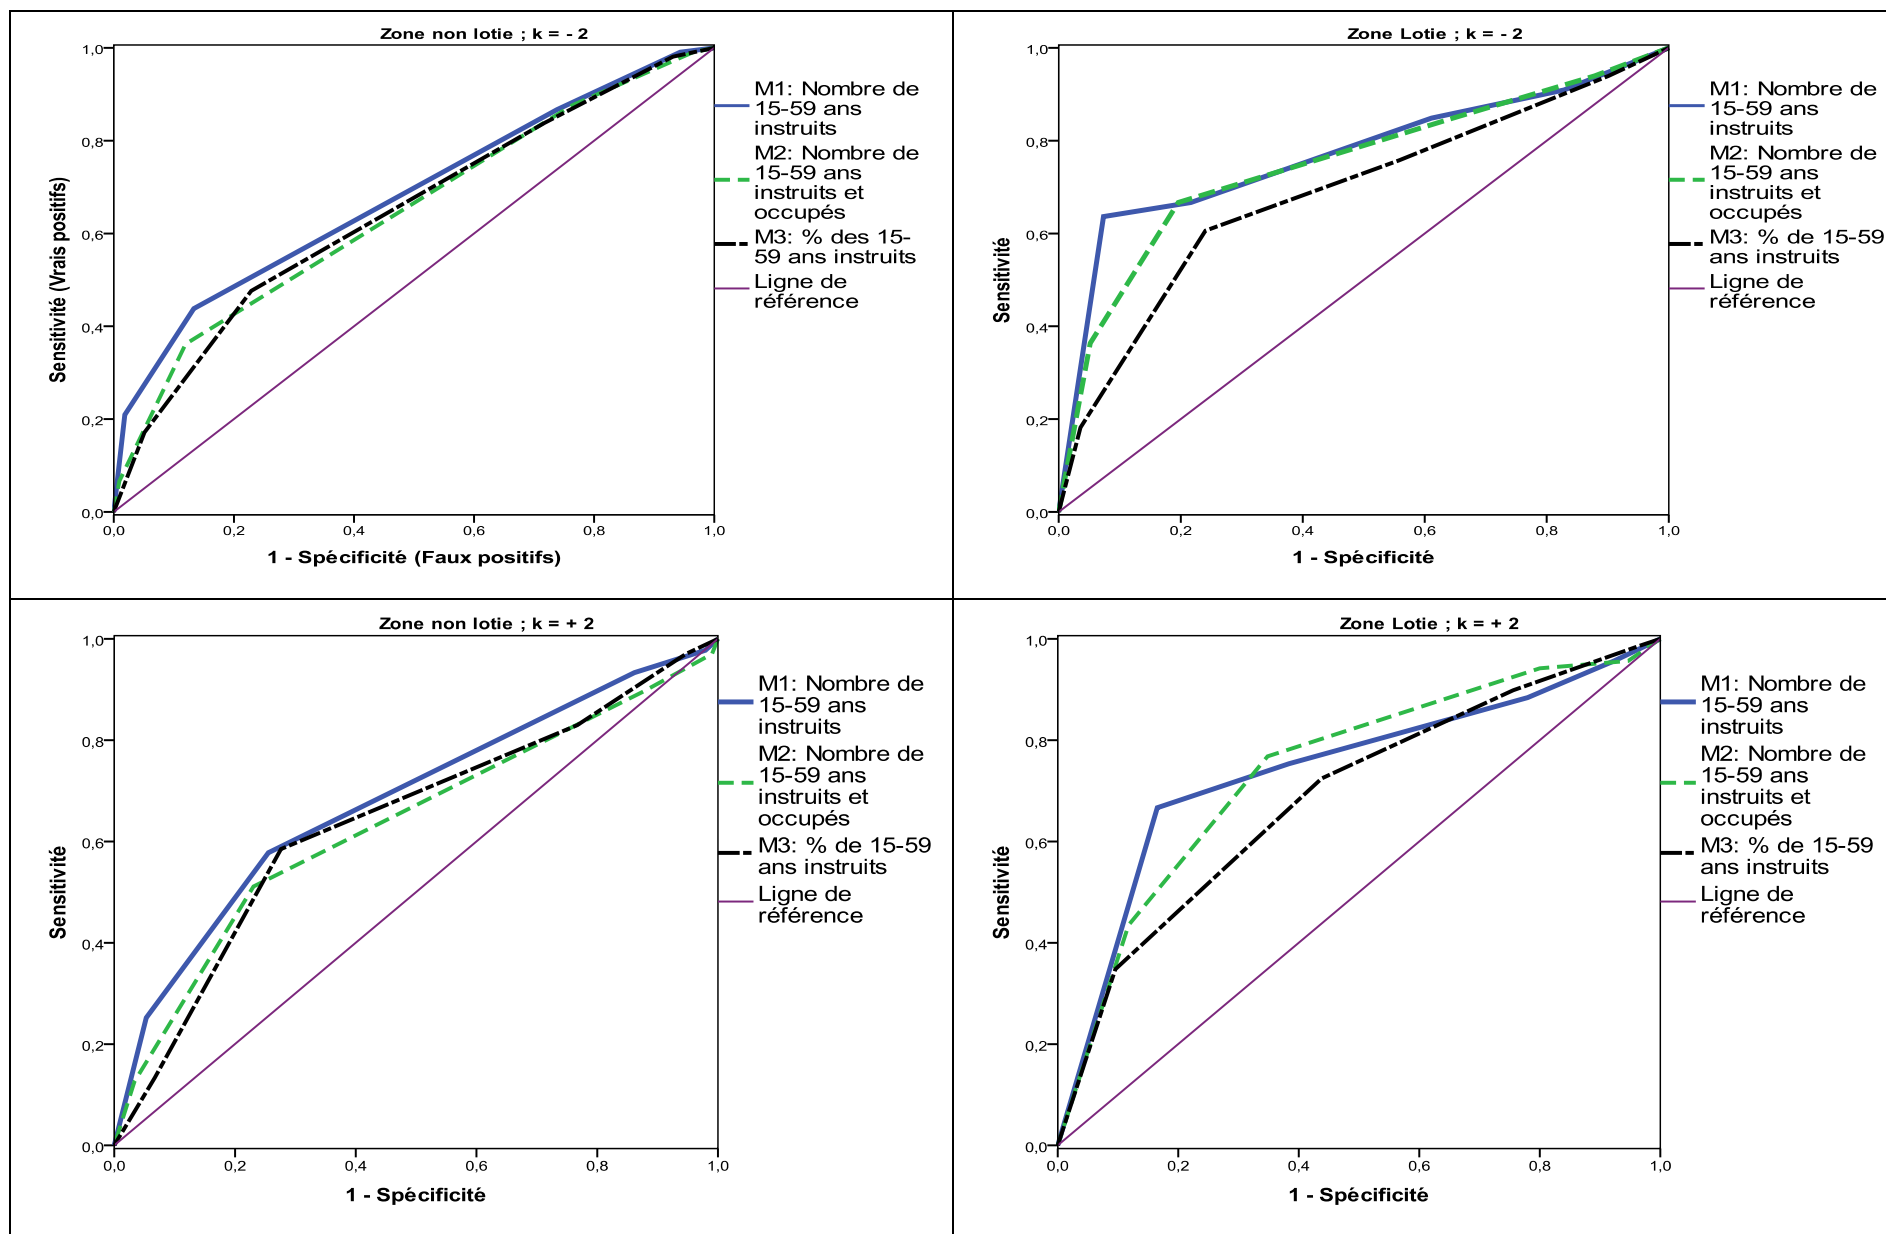 Zone non lotie ; k = - 2
1,0
0,8
0,6
0,4
0,2
0,0
0,0
0,2
0,4
0,6
0,8
1,0
Sensitivité (Vrais positifs)
1 - Spécificité (Faux positifs)
M1: Nombre de
15-59 ans
instruits
M2: Nombre de
15-59 ans
instruits et
occupés
M3: % des 15-
59 ans instruits
Ligne de
référence
Zone Lotie ; k = - 2
1,0
0,8
0,6
0,4
0,2
0,0
0,0
0,2
0,4
0,6
0,8
1,0
Sensitivité
1 - Spécificité
M1: Nombre de
15-59 ans
instruits
M2: Nombre de
15-59 ans
instruits et
occupés
M3: % de 15-59
ans instruits
Ligne de
référence
Zone non lotie ; k = + 2
1,0
0,8
0,6
0,4
0,2
0,0
0,0
0,2
0,4
0,6
0,8
1,0
Sensitivité
1 - Spécificité
M1: Nombre de
15-59 ans
instruits
M2: Nombre de
15-59 ans
instruits et
occupés
M3: % de 15-59
ans instruits
Ligne de
référence
Zone Lotie ; k = + 2
1,0
0,8
0,6
0,4
0,2
0,0
0,0
0,2
0,4
0,6
0,8
1,0
Sensitivité
1 - Spécificité
M1: Nombre de
15-59 ans
instruits
M2: Nombre de
15-59 ans
instruits et
occupés
M3: % de 15-59
ans instruits
Ligne de
référence